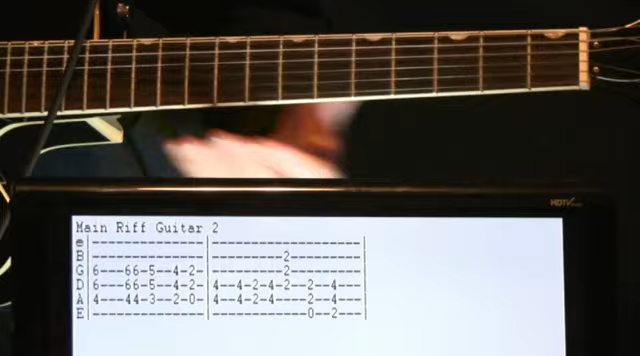 HDTV
Main Riff Guitar 2
e|---------------|--------------------|
B|---------------|----------2---------|
G|6---66-5--4-2-|----------2---------|
D|6---66-5--4-2-|4--4-2-4-2--2--4---|
A|4---44-3--2-0-|4--4-2-4----2--4---|
E|---------------|-------------0--2---|